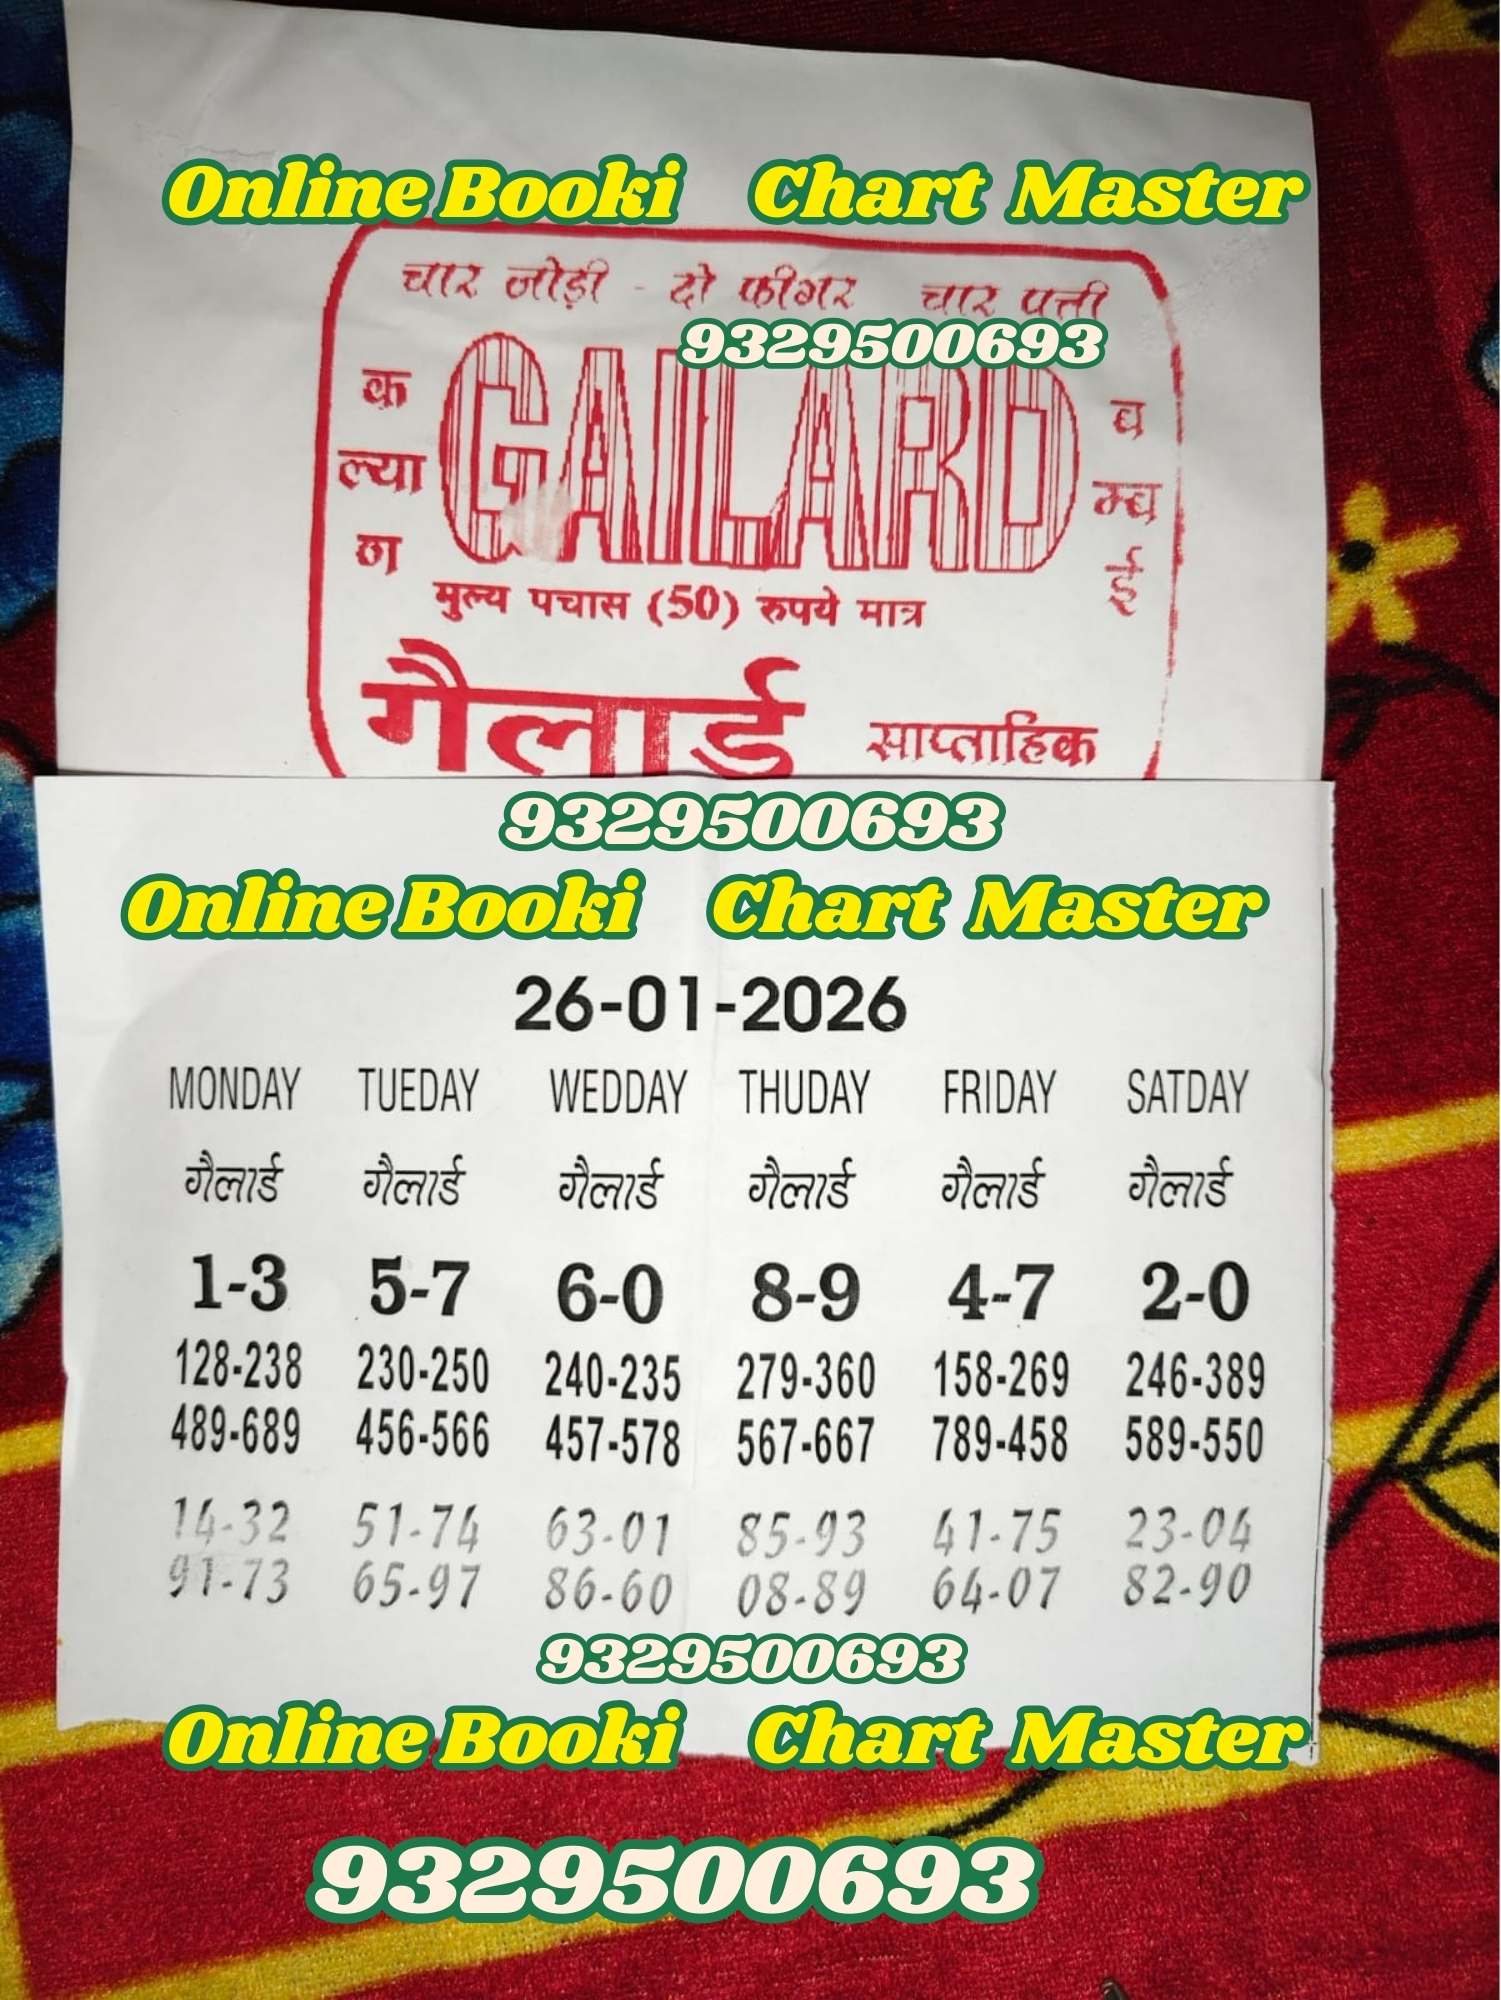 Online Booki Chart Master
चार जोड़ी - दो फीगर चार पत्ती
9329500693
कल्याण
GAILARD
बम्बई
मुल्य पचास (50) रुपये मात्र
गैलार्ड साप्ताहिक
9329500693
Online Booki Chart Master
26-01-2026
MONDAY TUEDAY WEDDAY THUDAY FRIDAY SATDAY
गैलार्ड गैलार्ड गैलार्ड गैलार्ड गैलार्ड गैलार्ड
1-3 5-7 6-0 8-9 4-7 2-0
128-238 230-250 240-235 279-360 158-269 246-389
489-689 456-566 457-578 567-667 789-458 589-550
14-32 51-74 63-01 85-93 41-75 23-04
91-73 65-97 86-60 08-89 64-07 82-90
9329500693
Online Booki Chart Master
9329500693